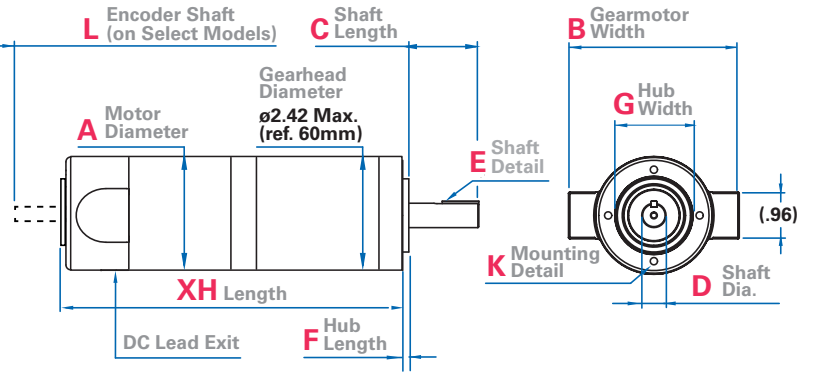 L Encoder Shaft
(on Select Models)
C Shaft
Length
B Gearmotor
Width
Gearhead
Diameter
ø2.42 Max.
(ref. 60mm)
A Motor
Diameter
G Hub
Width
E Shaft
Detail
(.96)
K Mounting
Detail
D Shaft
Dia.
XH Length
F Hub
Length
DC Lead Exit